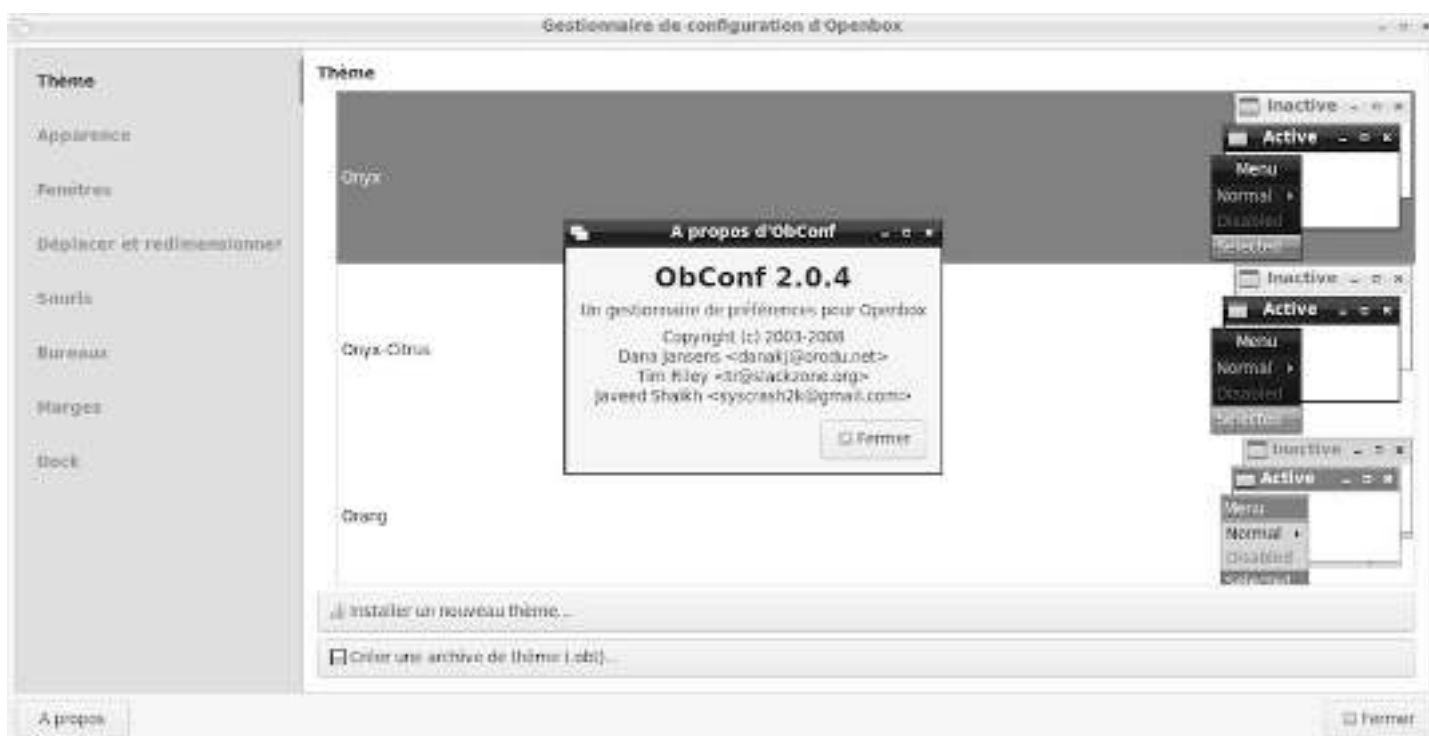 Gestionnaire de configuration d'Openbox
Thème
Apparence
Fenêtres
Déplacer et redimensionner
Souris
Bureaux
Marges
Dock
Thème
Onyx
Inactive
Active
Menu
Normal
Disabled
Selected
Onyx-Citrus
Inactive
Active
Menu
Normal
Disabled
Selected
Orang
Inactive
Active
Menu
Normal
Disabled
Selected
A propos d'ObConf
ObConf 2.0.4
Un gestionnaire de préférences pour Openbox
Copyright (c) 2003-2008
Dana Jansens <danakj@orodu.net>
Tim Riley <tr@slackzone.org>
Javeed Shaikh <syscrash2k@gmail.com>
Fermer
Installer un nouveau thème...
Créer une archive de thème (.obt)...
A propos
Fermer